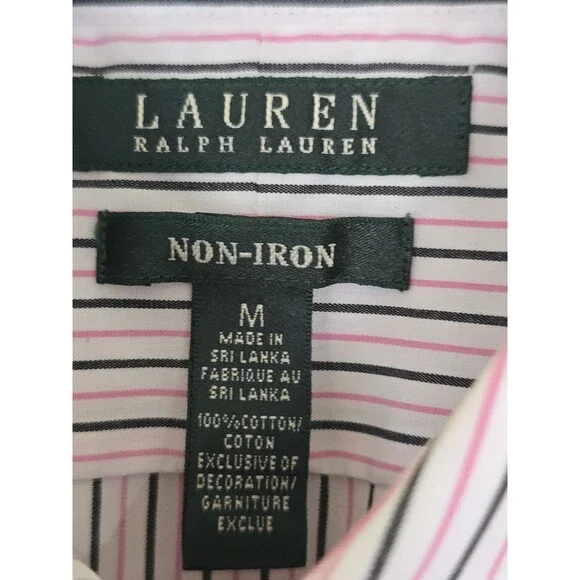 LAUREN
RALPH LAUREN
NON-IRON
M
MADE IN
SRI LANKA
FABRIQUE AU
SRI LANKA
100%COTTON/
COTON
EXCLUSIVE OF
DECORATION/
GARNITURE
EXCLUE